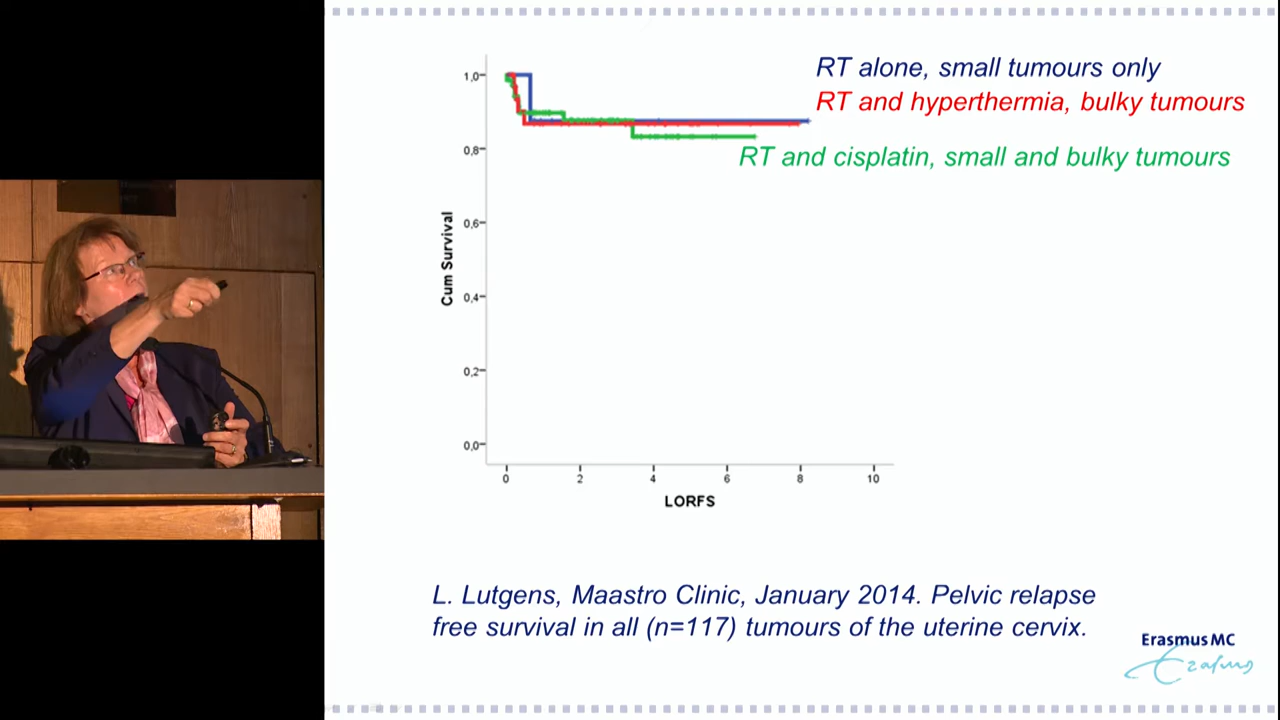 RT alone, small tumours only
RT and hyperthermia, bulky tumours
RT and cisplatin, small and bulky tumours
1,0
0,8
0,6
0,4
0,2
0,0
Cum Survival
0 2 4 6 8 10
LORFS
L. Lutgens, Maastro Clinic, January 2014. Pelvic relapse
free survival in all (n=117) tumours of the uterine cervix.
Erasmus MC
Erasmus